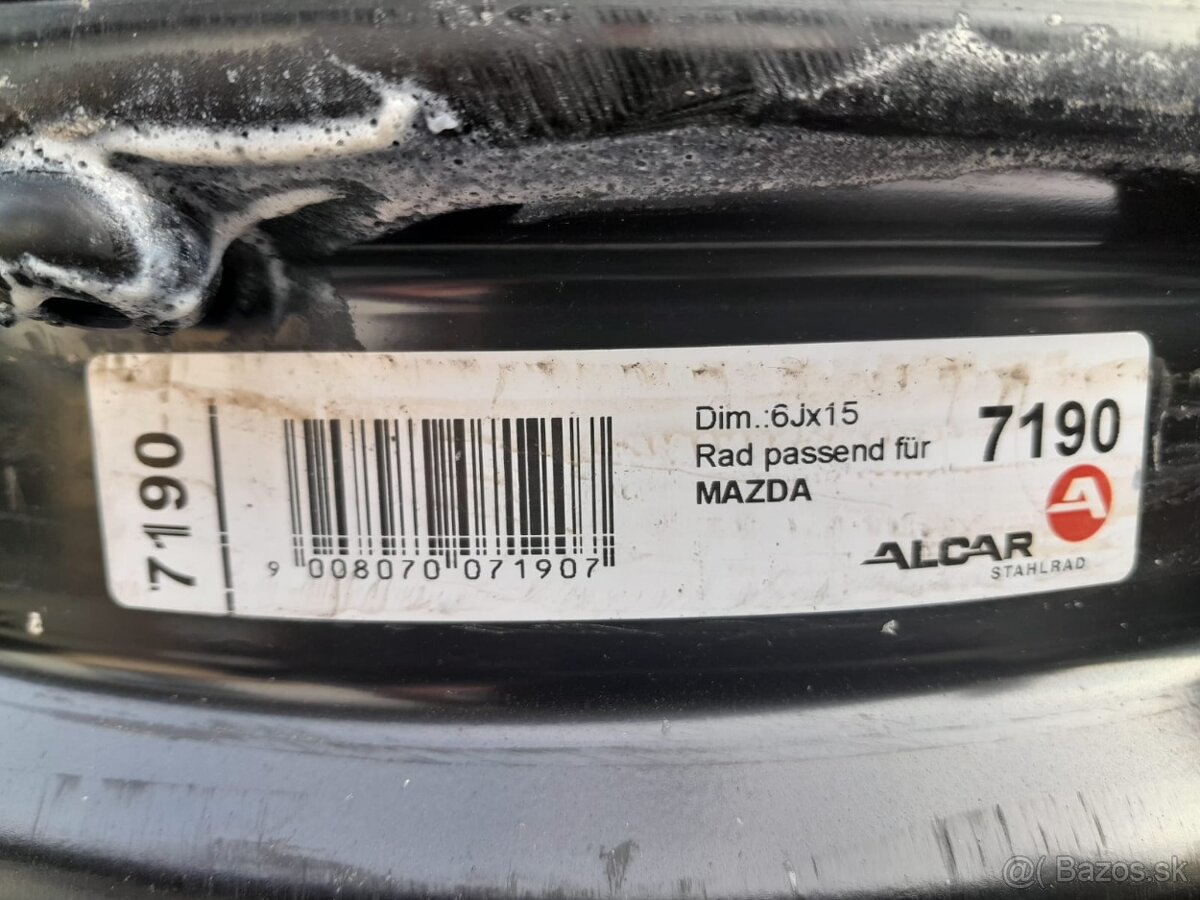 7190
9 008070 071907
Dim.:6Jx15
Rad passend für
MAZDA
7190
A
ALCAR
STAHLRAD
@( Bazos.sk